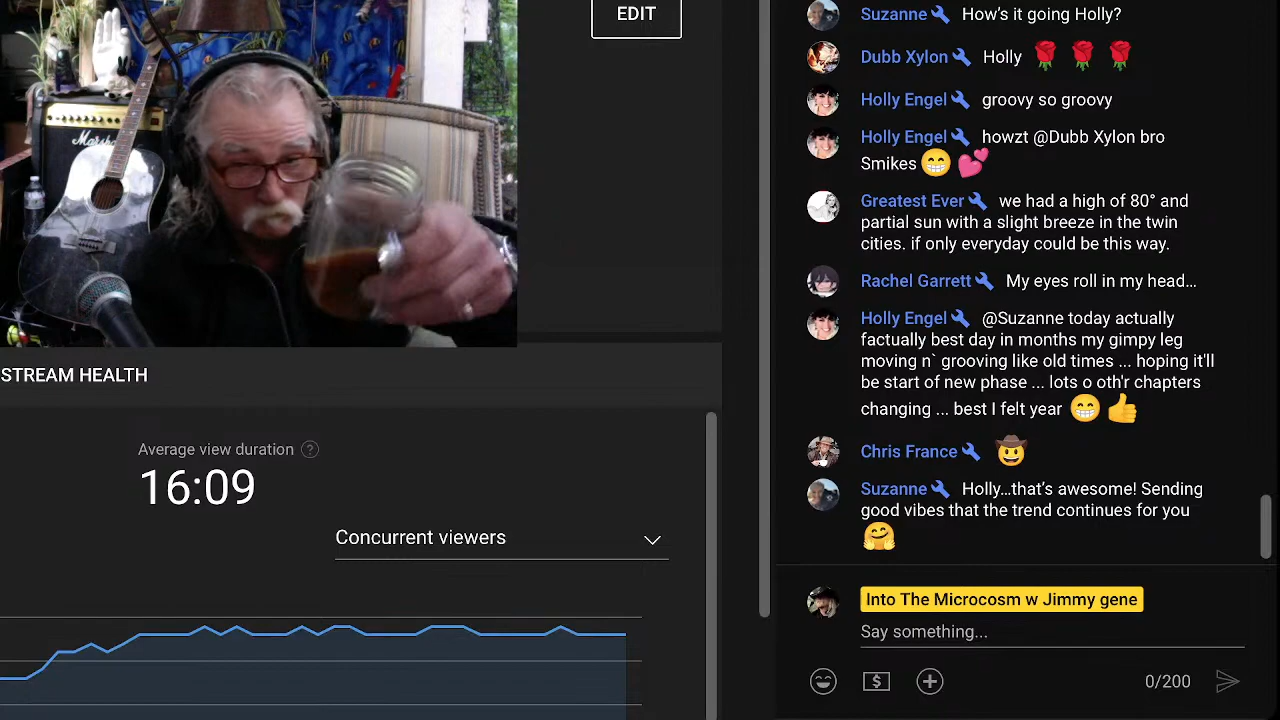 EDIT
Marshall
STREAM HEALTH
Average view duration ?
16:09
Concurrent viewers
Suzanne How’s it going Holly?
Dubb Xylon Holly 🌹 🌹 🌹
Holly Engel groovy so groovy
Holly Engel howzt @Dubb Xylon bro
Smikes 😁 💕
Greatest Ever we had a high of 80° and
partial sun with a slight breeze in the twin
cities. if only everyday could be this way.
Rachel Garrett My eyes roll in my head…
Holly Engel @Suzanne today actually
factually best day in months my gimpy leg
moving n` grooving like old times ... hoping it'll
be start of new phase ... lots o oth'r chapters
changing ... best I felt year 😁 👍
Chris France 🤠
Suzanne Holly…that’s awesome! Sending
good vibes that the trend continues for you
🤗
Into The Microcosm w Jimmy gene
Say something...
$
0/200